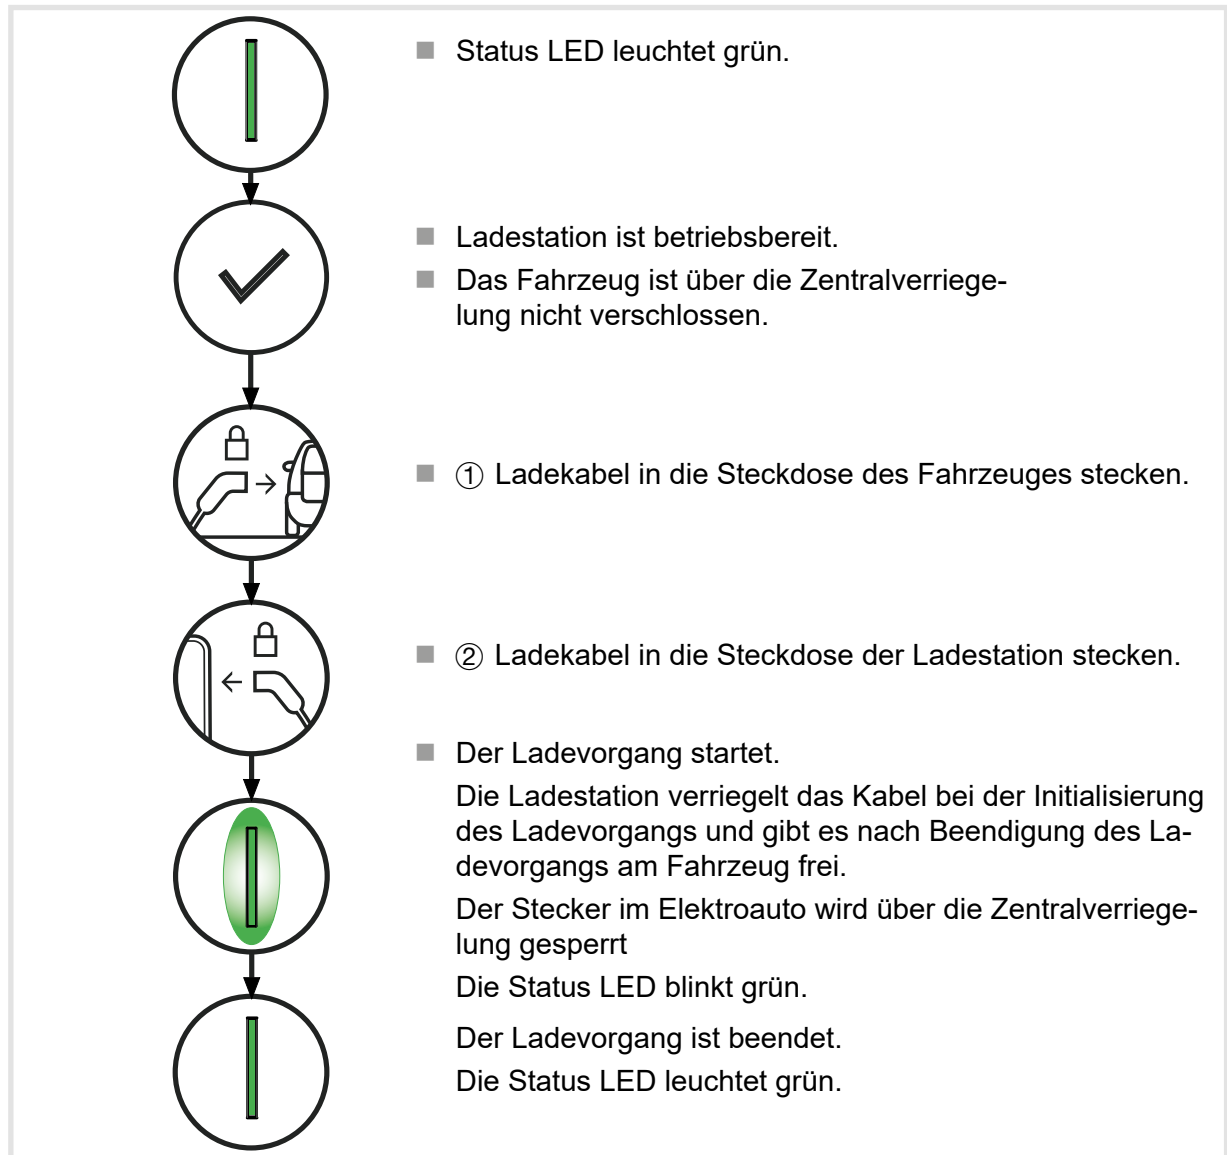 Status LED leuchtet grün.
Ladestation ist betriebsbereit.
Das Fahrzeug ist über die Zentralverriege-
lung nicht verschlossen.
① Ladekabel in die Steckdose des Fahrzeuges stecken.
② Ladekabel in die Steckdose der Ladestation stecken.
Der Ladevorgang startet.
Die Ladestation verriegelt das Kabel bei der Initialisierung
des Ladevorgangs und gibt es nach Beendigung des La-
devorgangs am Fahrzeug frei.
Der Stecker im Elektroauto wird über die Zentralverriege-
lung gesperrt
Die Status LED blinkt grün.
Der Ladevorgang ist beendet.
Die Status LED leuchtet grün.